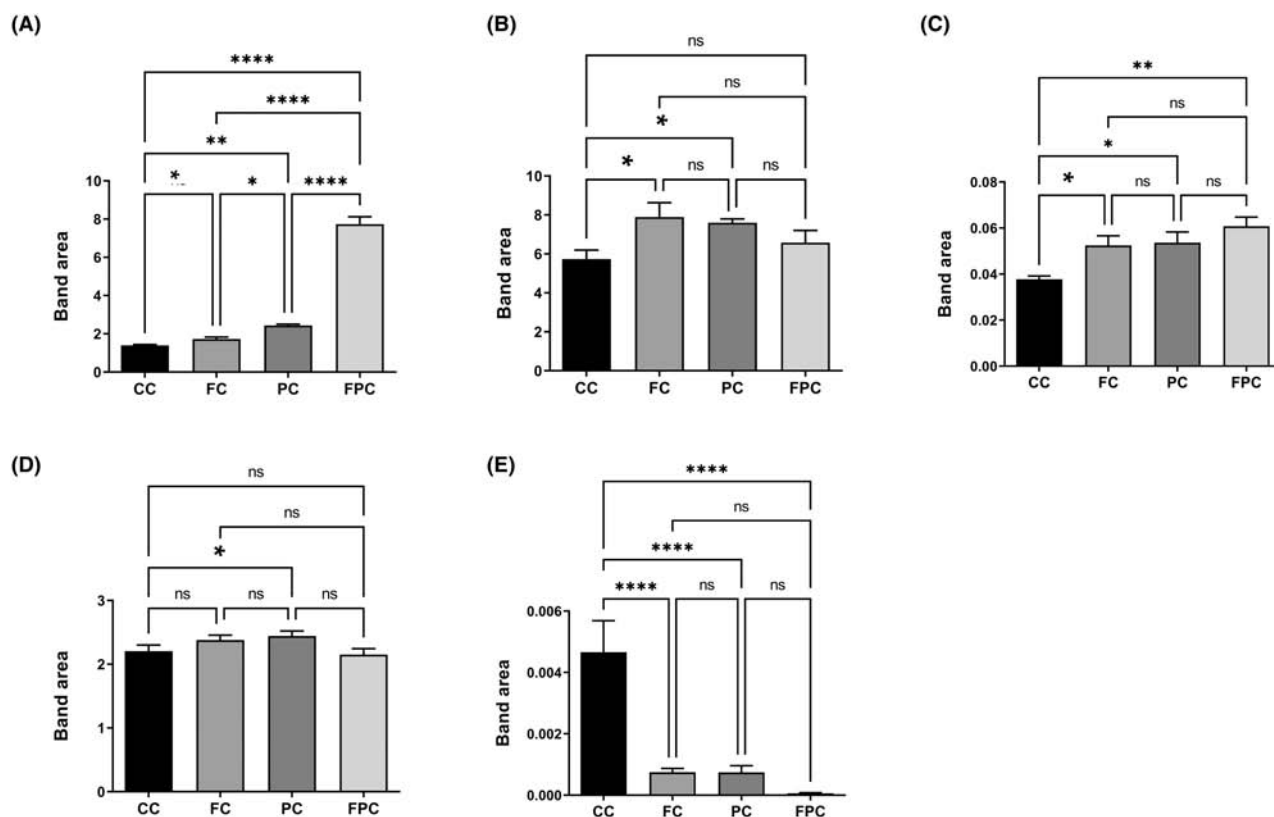 (A)
****
****
**
*
*
****
10
8
6
4
2
0
Band area
CC FC PC FPC
(B)
ns
ns
*
*
ns
ns
10
8
6
4
2
0
Band area
CC FC PC FPC
(C)
**
ns
*
*
ns
ns
0.08
0.06
0.04
0.02
0.00
Band area
CC FC PC FPC
(D)
ns
ns
*
ns
ns
ns
3
2
1
0
Band area
CC FC PC FPC
(E)
****
ns
****
****
ns
ns
0.006
0.004
0.002
0.000
Band area
CC FC PC FPC